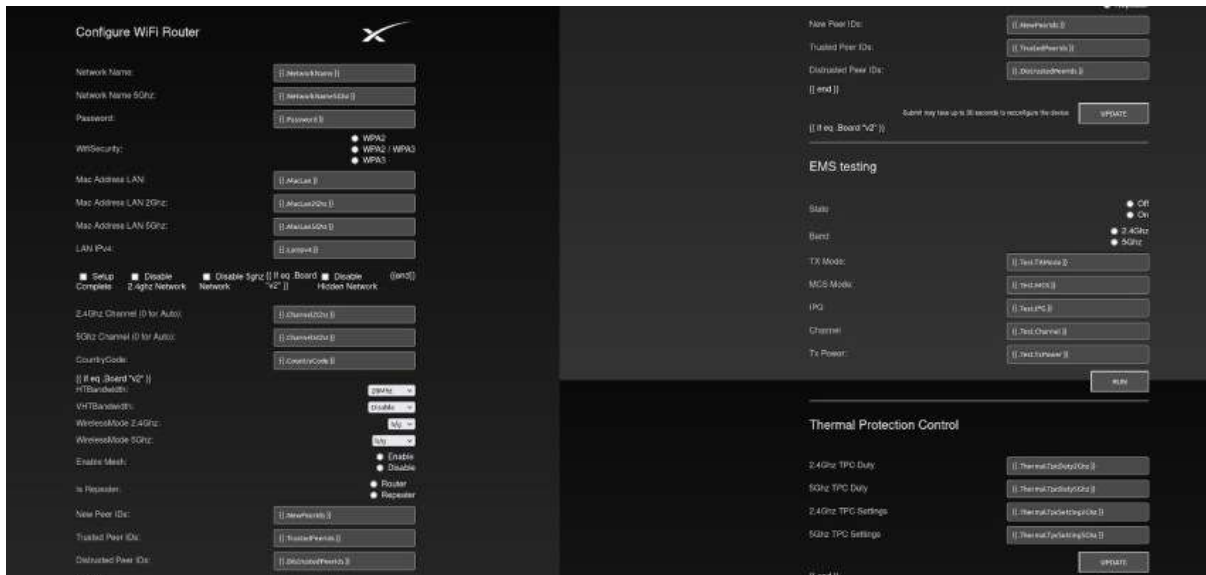 Configure WiFi Router
Network Name:
{{ .NetworkName }}
Network Name 5Ghz:
{{ .NetworkName5Ghz }}
Password:
{{ .Password }}
WifiSecurity:
WPA2
WPA2 / WPA3
WPA3
Mac Address LAN:
{{ .MacLan }}
Mac Address LAN 2Ghz:
{{ .MacLan2Ghz }}
Mac Address LAN 5Ghz:
{{ .MacLan5Ghz }}
LAN IPv4:
{{ .LanIpv4 }}
Setup Complete
Disable 2.4ghz Network
Disable 5ghz Network
{{ if eq .Board "v2" }}
Disable Hidden Network
{{end}}
2.4Ghz Channel (0 for Auto):
{{ .Channel2Ghz }}
5Ghz Channel (0 for Auto):
{{ .Channel5Ghz }}
CountryCode:
{{ .CountryCode }}
{{ if eq .Board "v2" }}
HTBandwidth:
20Mhz
VHTBandwidth:
Disable
WirelessMode 2.4Ghz:
b/g
WirelessMode 5Ghz:
Enable Mesh:
Enable
Disable
Is Repeater:
Router
Repeater
New Peer IDs:
{{ .NewPeerIds }}
Trusted Peer IDs:
{{ .TrustedPeerIds }}
Distrusted Peer IDs:
{{ .DistrustedPeerIds }}
New Peer IDs:
{{ .NewPeerIds }}
Trusted Peer IDs:
{{ .TrustedPeerIds }}
Distrusted Peer IDs:
{{ .DistrustedPeerIds }}
{{ end }}
Submit may take up to 30 seconds to reconfigure the device
UPDATE
{{ if eq .Board "v2" }}
EMS testing
State
Off
On
Band
2.4Ghz
5Ghz
TX Mode:
{{ .Test.TXMode }}
MCS Mode:
{{ .Test.MCS }}
IPG
{{ .Test.IPG }}
Channel
{{ .Test.Channel }}
Tx Power:
{{ .Test.TxPower }}
RUN
Thermal Protection Control
2.4Ghz TPC Duty
{{ .Thermal.TpcDuty2Ghz }}
5Ghz TPC Duty
{{ .Thermal.TpcDuty5Ghz }}
2.4Ghz TPC Settings
5Ghz TPC Settings
{{ .Thermal.TpcSetting5Ghz }}
UPDATE